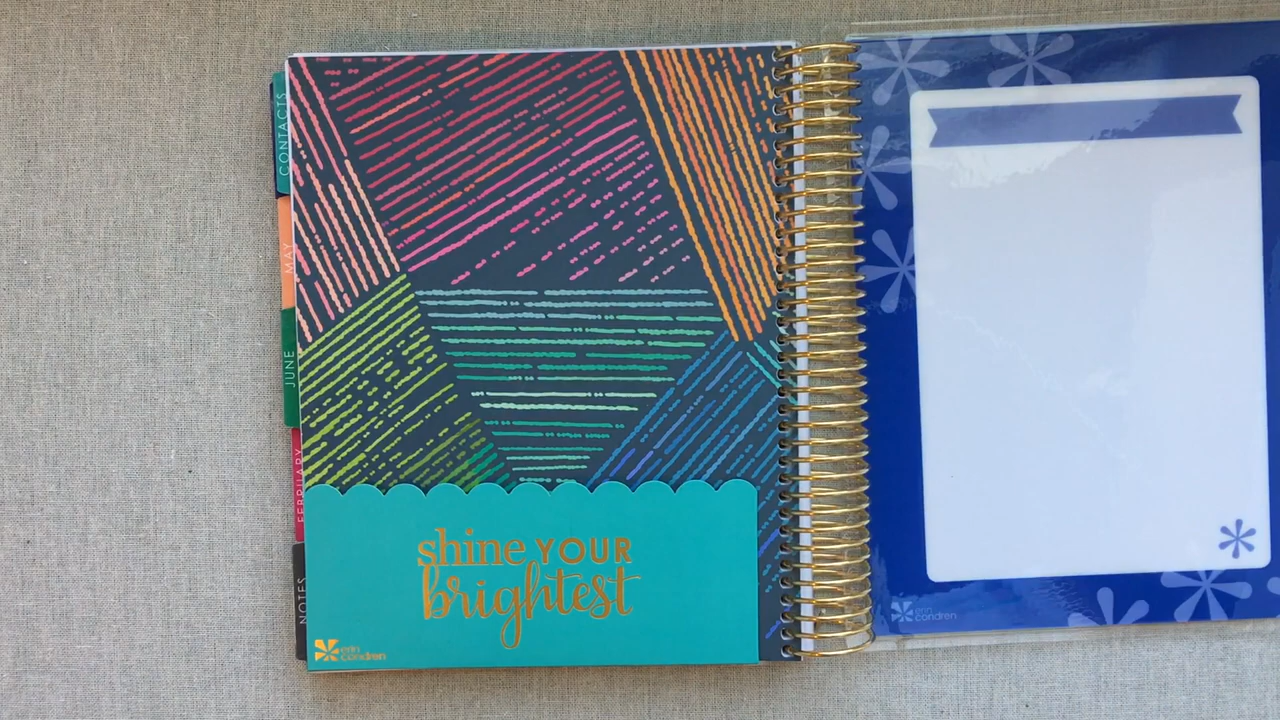 CONTACTS
MAY
JUNE
FEBRUARY
NOTES
shine YOUR
brightest
erin
condren
erin
condren